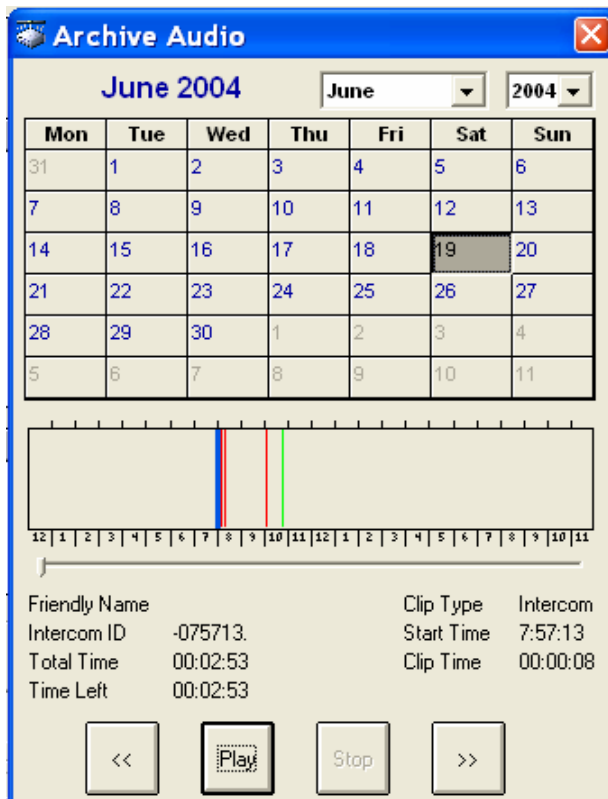 Archive Audio
June 2004 June 2004
Mon Tue Wed Thu Fri Sat Sun
31 1 2 3 4 5 6
7 8 9 10 11 12 13
14 15 16 17 18 19 20
21 22 23 24 25 26 27
28 29 30 1 2 3 4
5 6 7 8 9 10 11
12 | 1 | 2 | 3 | 4 | 5 | 6 | 7 | 8 | 9 |10|11|12| 1 | 2 | 3 | 4 | 5 | 6 | 7 | 8 | 9 |10|11
Friendly Name Clip Type Intercom
Intercom ID -075713. Start Time 7:57:13
Total Time 00:02:53 Clip Time 00:00:08
Time Left 00:02:53
<< Play Stop >>